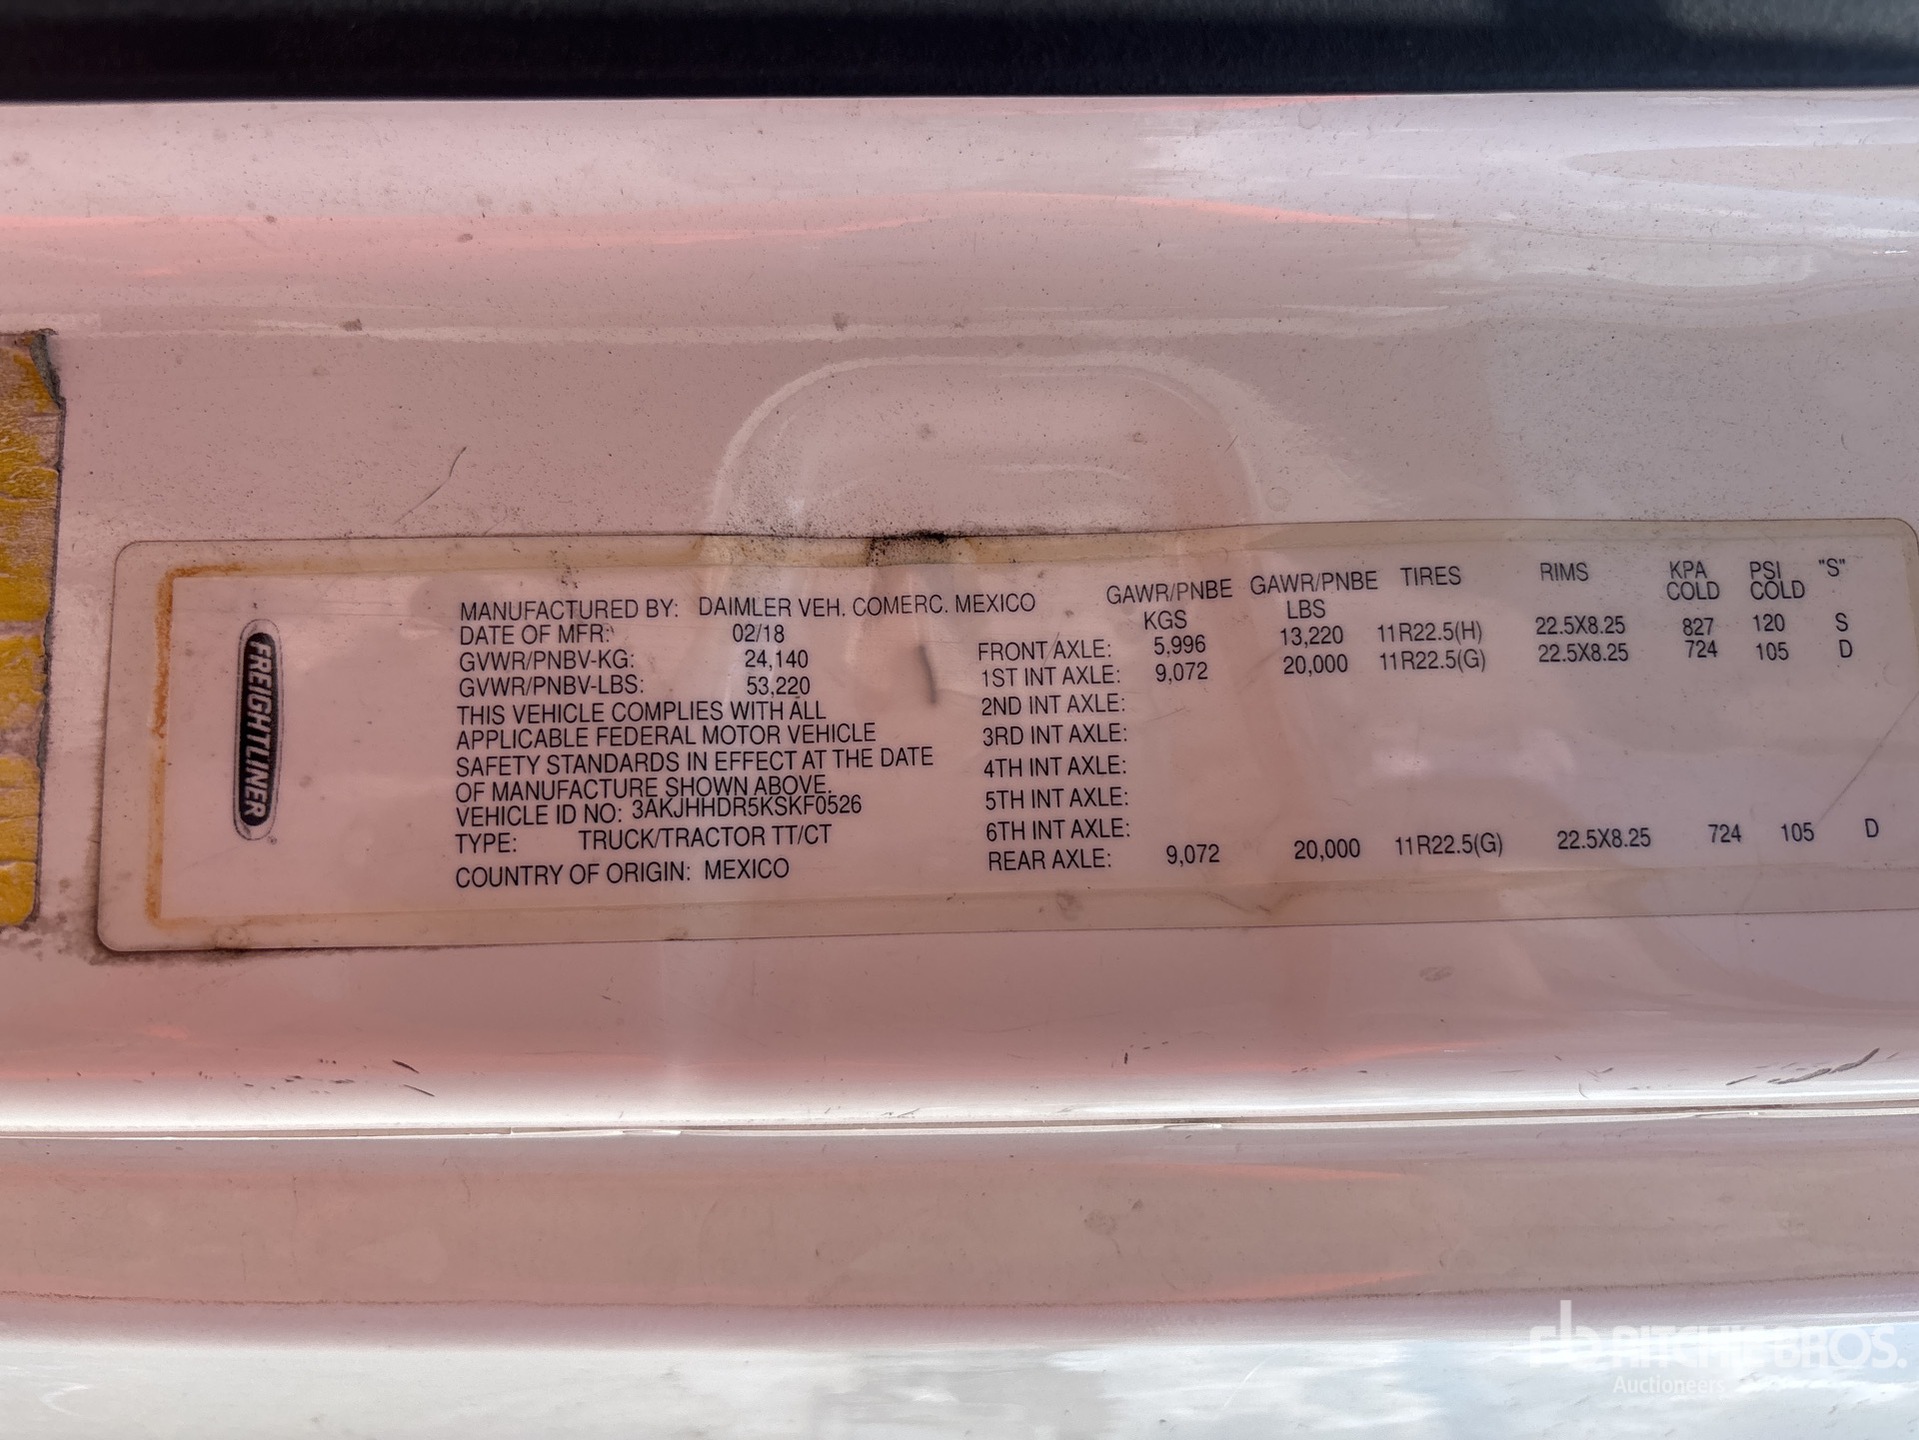 FREIGHTLINER
MANUFACTURED BY: DAIMLER VEH. COMERC. MEXICO
DATE OF MFR: 02/18
GVWR/PNBV-KG: 24,140
GVWR/PNBV-LBS: 53,220
THIS VEHICLE COMPLIES WITH ALL
APPLICABLE FEDERAL MOTOR VEHICLE
SAFETY STANDARDS IN EFFECT AT THE DATE
OF MANUFACTURE SHOWN ABOVE.
VEHICLE ID NO: 3AKJHHDR5KSKF0526
TYPE: TRUCK/TRACTOR TT/CT
COUNTRY OF ORIGIN: MEXICO
GAWR/PNBE GAWR/PNBE TIRES RIMS KPA PSI "S"
KGS LBS COLD COLD
FRONT AXLE: 5,996 13,220 11R22.5(H) 22.5X8.25 827 120 S
1ST INT AXLE: 9,072 20,000 11R22.5(G) 22.5X8.25 724 105 D
2ND INT AXLE:
3RD INT AXLE:
4TH INT AXLE:
5TH INT AXLE:
6TH INT AXLE:
REAR AXLE: 9,072 20,000 11R22.5(G) 22.5X8.25 724 105 D
rb RITCHIE BROS.
Auctioneers